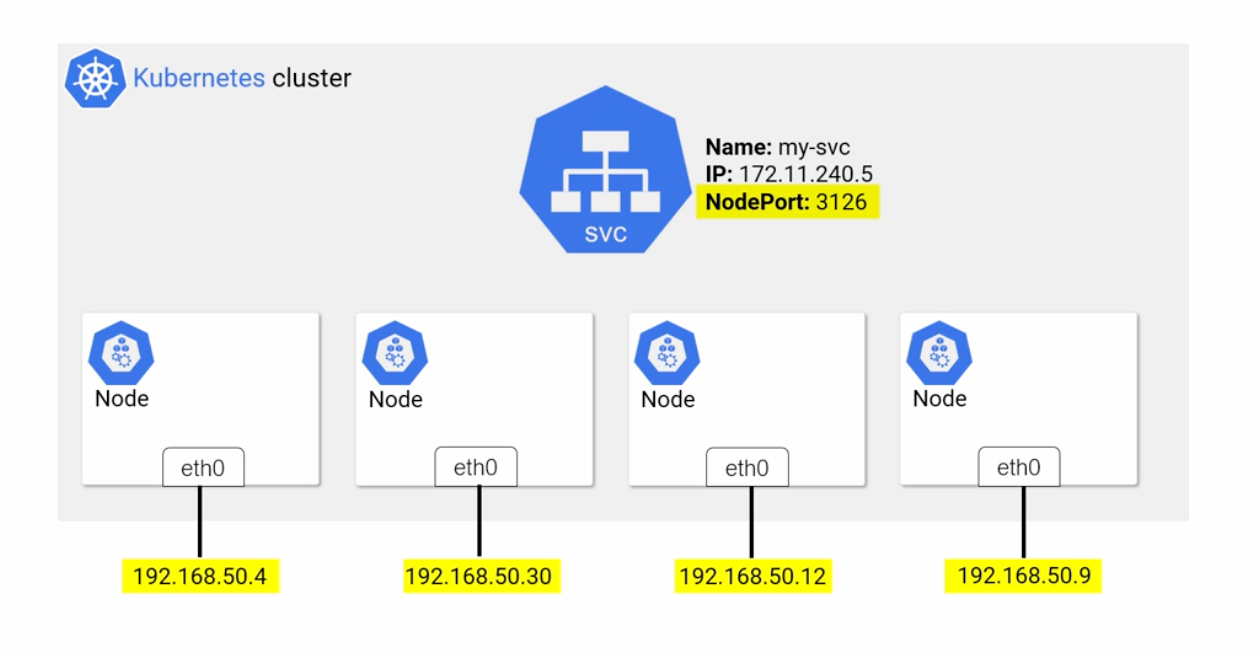 Kubernetes cluster
Name: my-svc
IP: 172.11.240.5
NodePort: 3126
svc
Node
Node
Node
Node
eth0
eth0
eth0
eth0
192.168.50.4
192.168.50.30
192.168.50.12
192.168.50.9